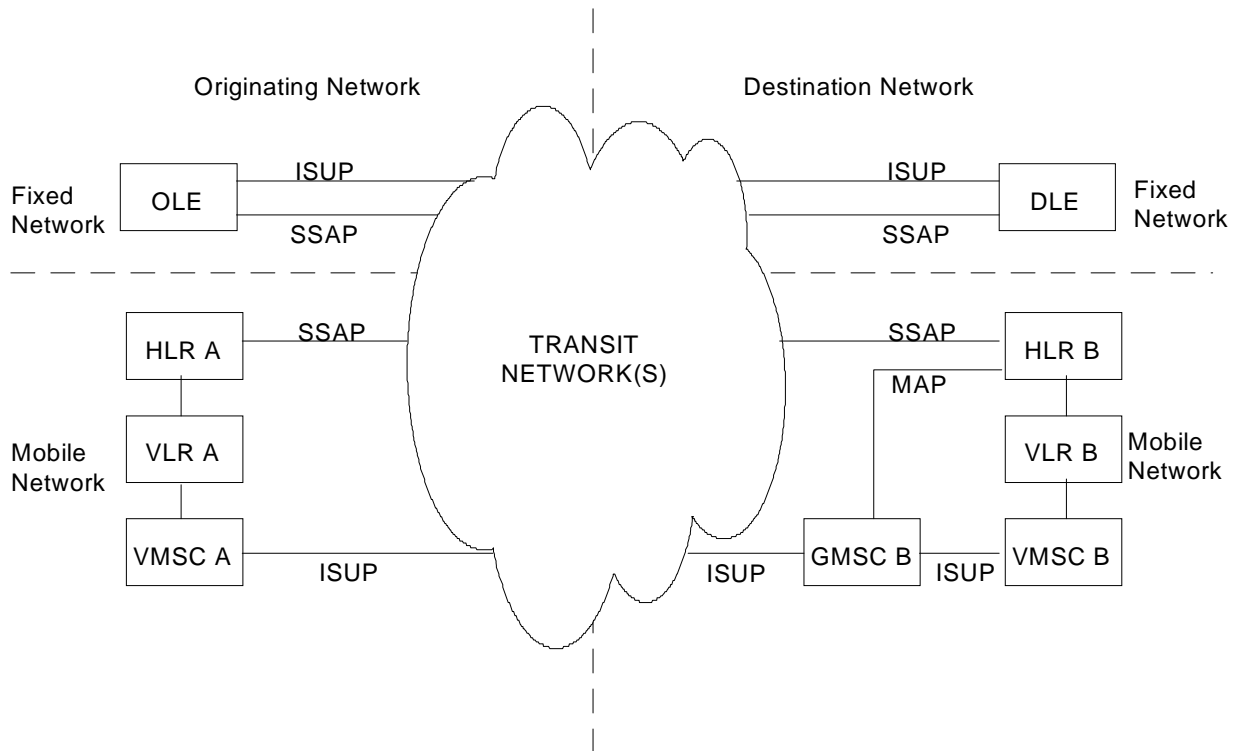 Originating Network
Destination Network
ISUP
ISUP
Fixed
Network
OLE
DLE
Fixed
Network
SSAP
SSAP
HLR A
SSAP
TRANSIT
NETWORK(S)
SSAP
HLR B
MAP
Mobile
Network
VLR A
VLR B
Mobile
Network
VMSC A
ISUP
ISUP
GMSC B
ISUP
VMSC B